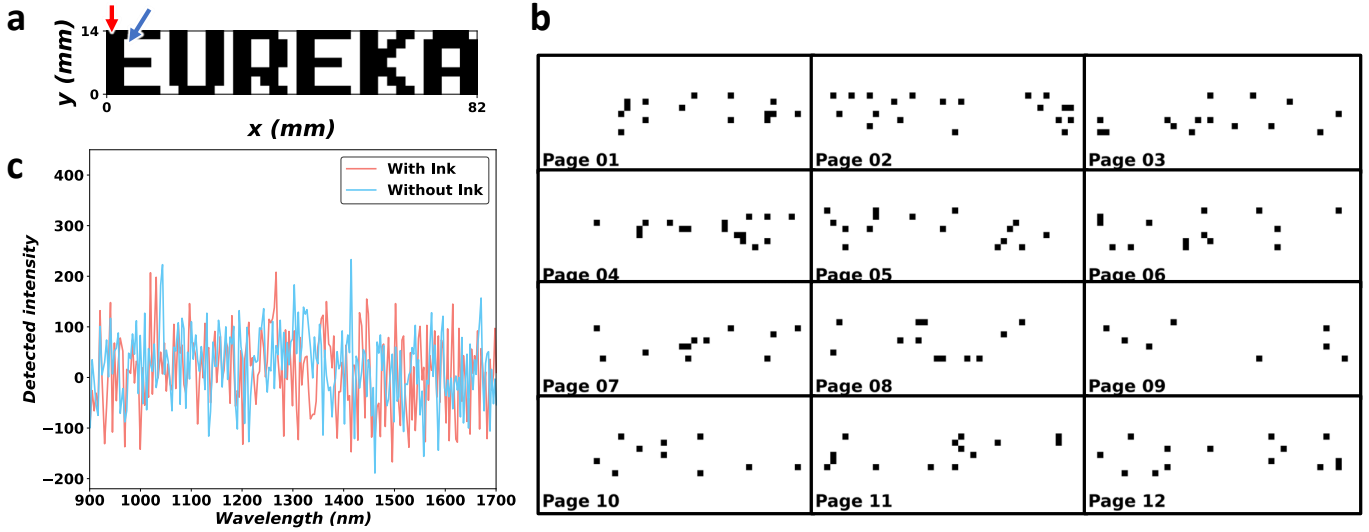 a
14
y (mm)
0
EUREKA
0
82
x (mm)
b
Page 01
Page 02
Page 03
Page 04
Page 05
Page 06
Page 07
Page 08
Page 09
Page 10
Page 11
Page 12
c
With Ink
Without Ink
Detected intensity
400
300
200
100
0
−100
−200
900
1000
1100
1200
1300
1400
1500
1600
1700
Wavelength (nm)